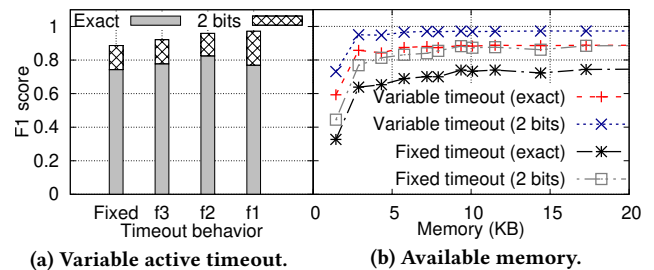 Exact 2 bits
F1 score
1
0.8
0.6
0.4
0.2
0
Fixed f3 f2 f1
Timeout behavior
(a) Variable active timeout.
Variable timeout (exact)
Variable timeout (2 bits)
Fixed timeout (exact)
Fixed timeout (2 bits)
0 5 10 15 20
Memory (KB)
(b) Available memory.